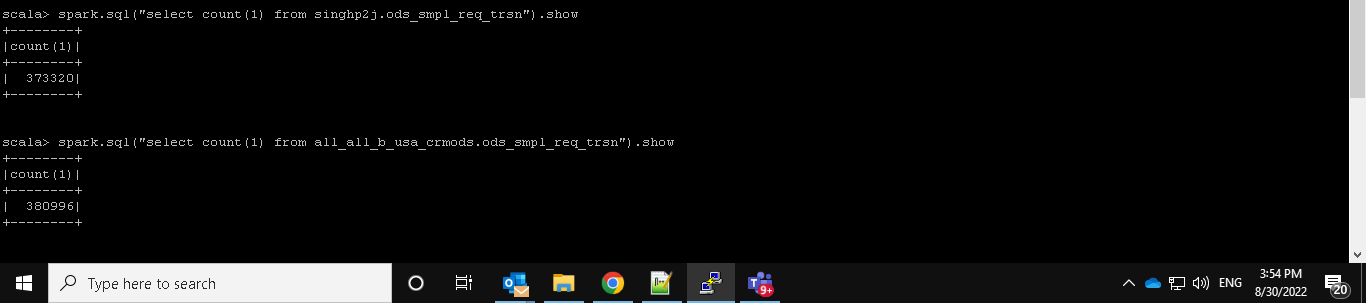 scala> spark.sql("select count(1) from singhp2j.ods_smpl_req_trsn").show
+--------+
|count(1)|
+--------+
|  373320|
+--------+
scala> spark.sql("select count(1) from all_all_b_usa_crmods.ods_smpl_req_trsn").show
+--------+
|count(1)|
+--------+
|  380996|
+--------+
Type here to search
9+
ENG
3:54 PM
8/30/2022
20